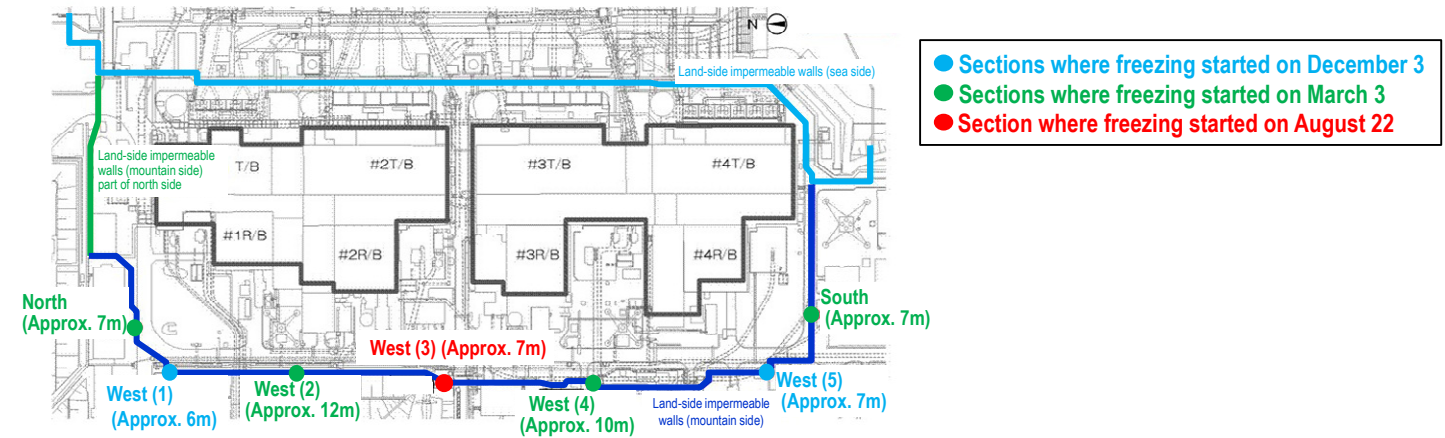 N
Land-side impermeable walls (sea side)
Sections where freezing started on December 3
Sections where freezing started on March 3
Section where freezing started on August 22
Land-side impermeable
walls (mountain side)
part of north side
T/B
#2T/B
#3T/B
#4T/B
#1R/B
#2R/B
#3R/B
#4R/B
North
(Approx. 7m)
South
(Approx. 7m)
West (3) (Approx. 7m)
West (1)
(Approx. 6m)
West (2)
(Approx. 12m)
West (4)
(Approx. 10m)
Land-side impermeable
walls (mountain side)
West (5)
(Approx. 7m)